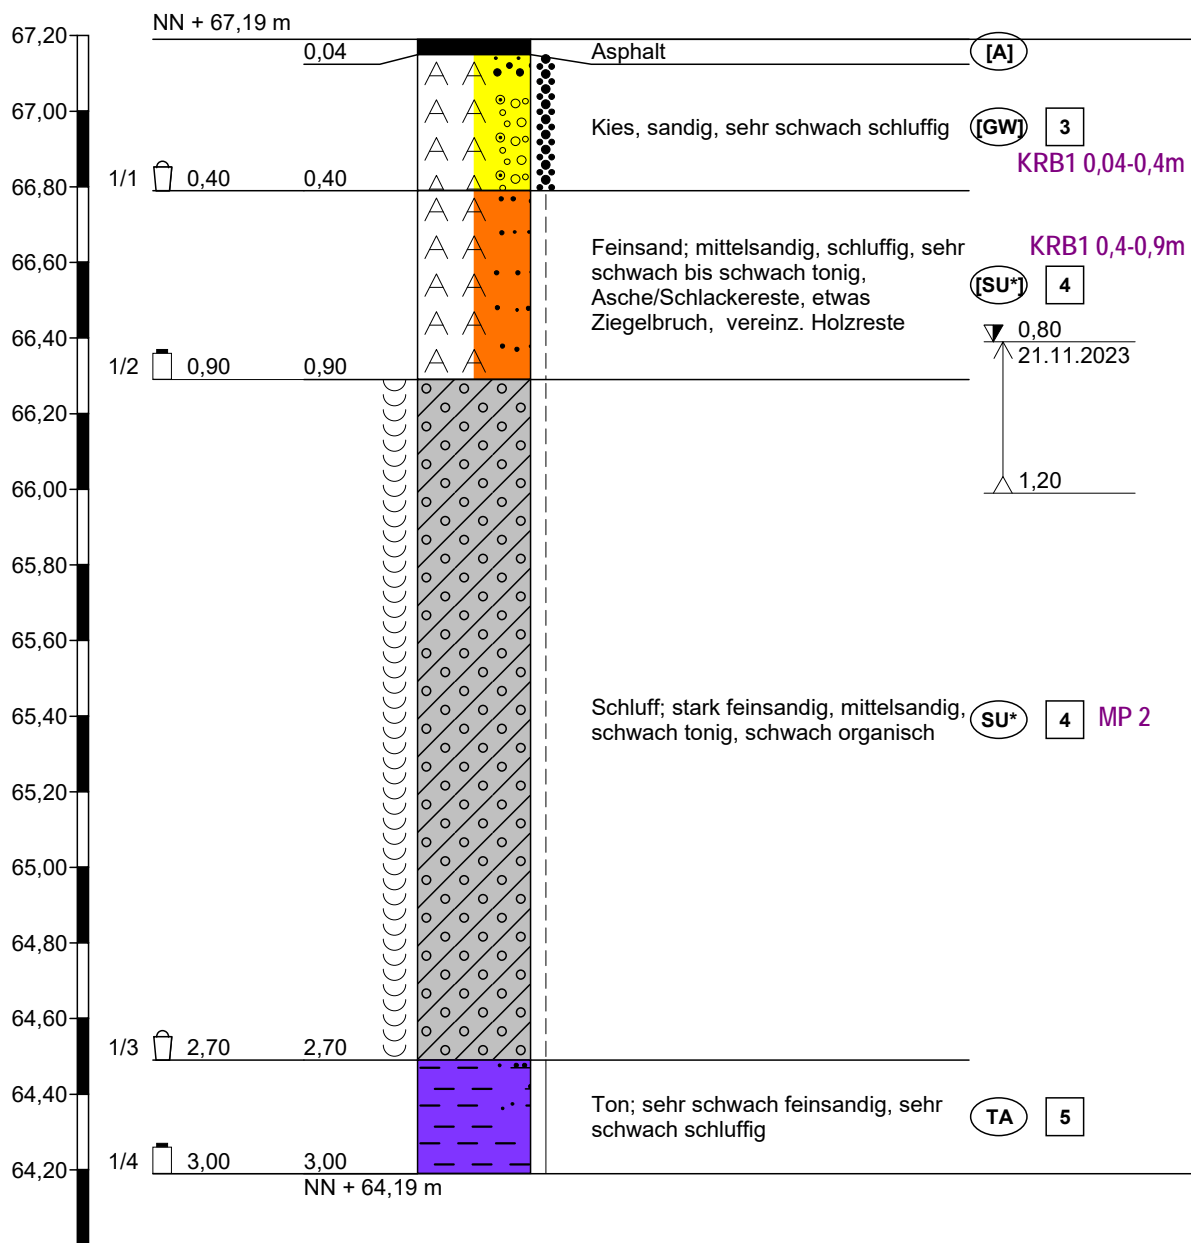 NN + 67,19 m
67,20
0,04
Asphalt
[A]
67,00
Kies, sandig, sehr schwach schluffig
[GW]
3
KRB1 0,04-0,4m
66,80
1/1
0,40
0,40
66,60
Feinsand; mittelsandig, schluffig, sehr
schwach bis schwach tonig,
Asche/Schlackereste, etwas
Ziegelbruch, vereinz. Holzreste
KRB1 0,4-0,9m
[SU*]
4
66,40
0,80
21.11.2023
1/2
0,90
0,90
66,20
66,00
1,20
65,80
65,60
65,40
Schluff; stark feinsandig, mittelsandig,
schwach tonig, schwach organisch
SU*
4
MP 2
65,20
65,00
64,80
64,60
1/3
2,70
2,70
64,40
Ton; sehr schwach feinsandig, sehr
schwach schluffig
TA
5
64,20
1/4
3,00
3,00
NN + 64,19 m